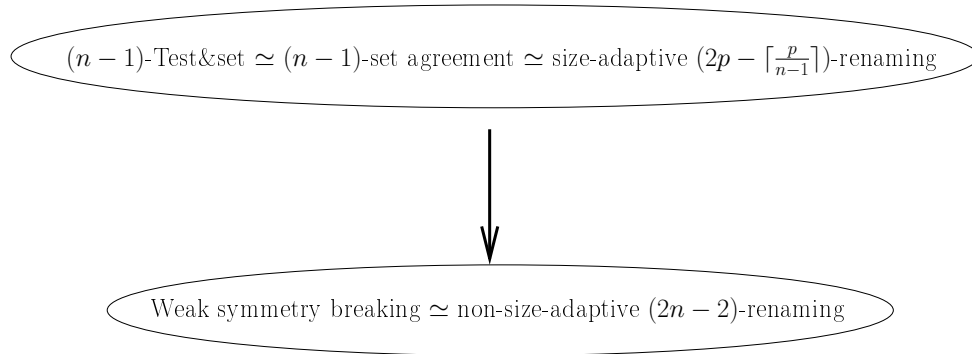 (n − 1)-Test&set ≃ (n − 1)-set agreement ≃ size-adaptive (2p − ⌈p/(n−1)⌉)-renaming
Weak symmetry breaking ≃ non-size-adaptive (2n − 2)-renaming